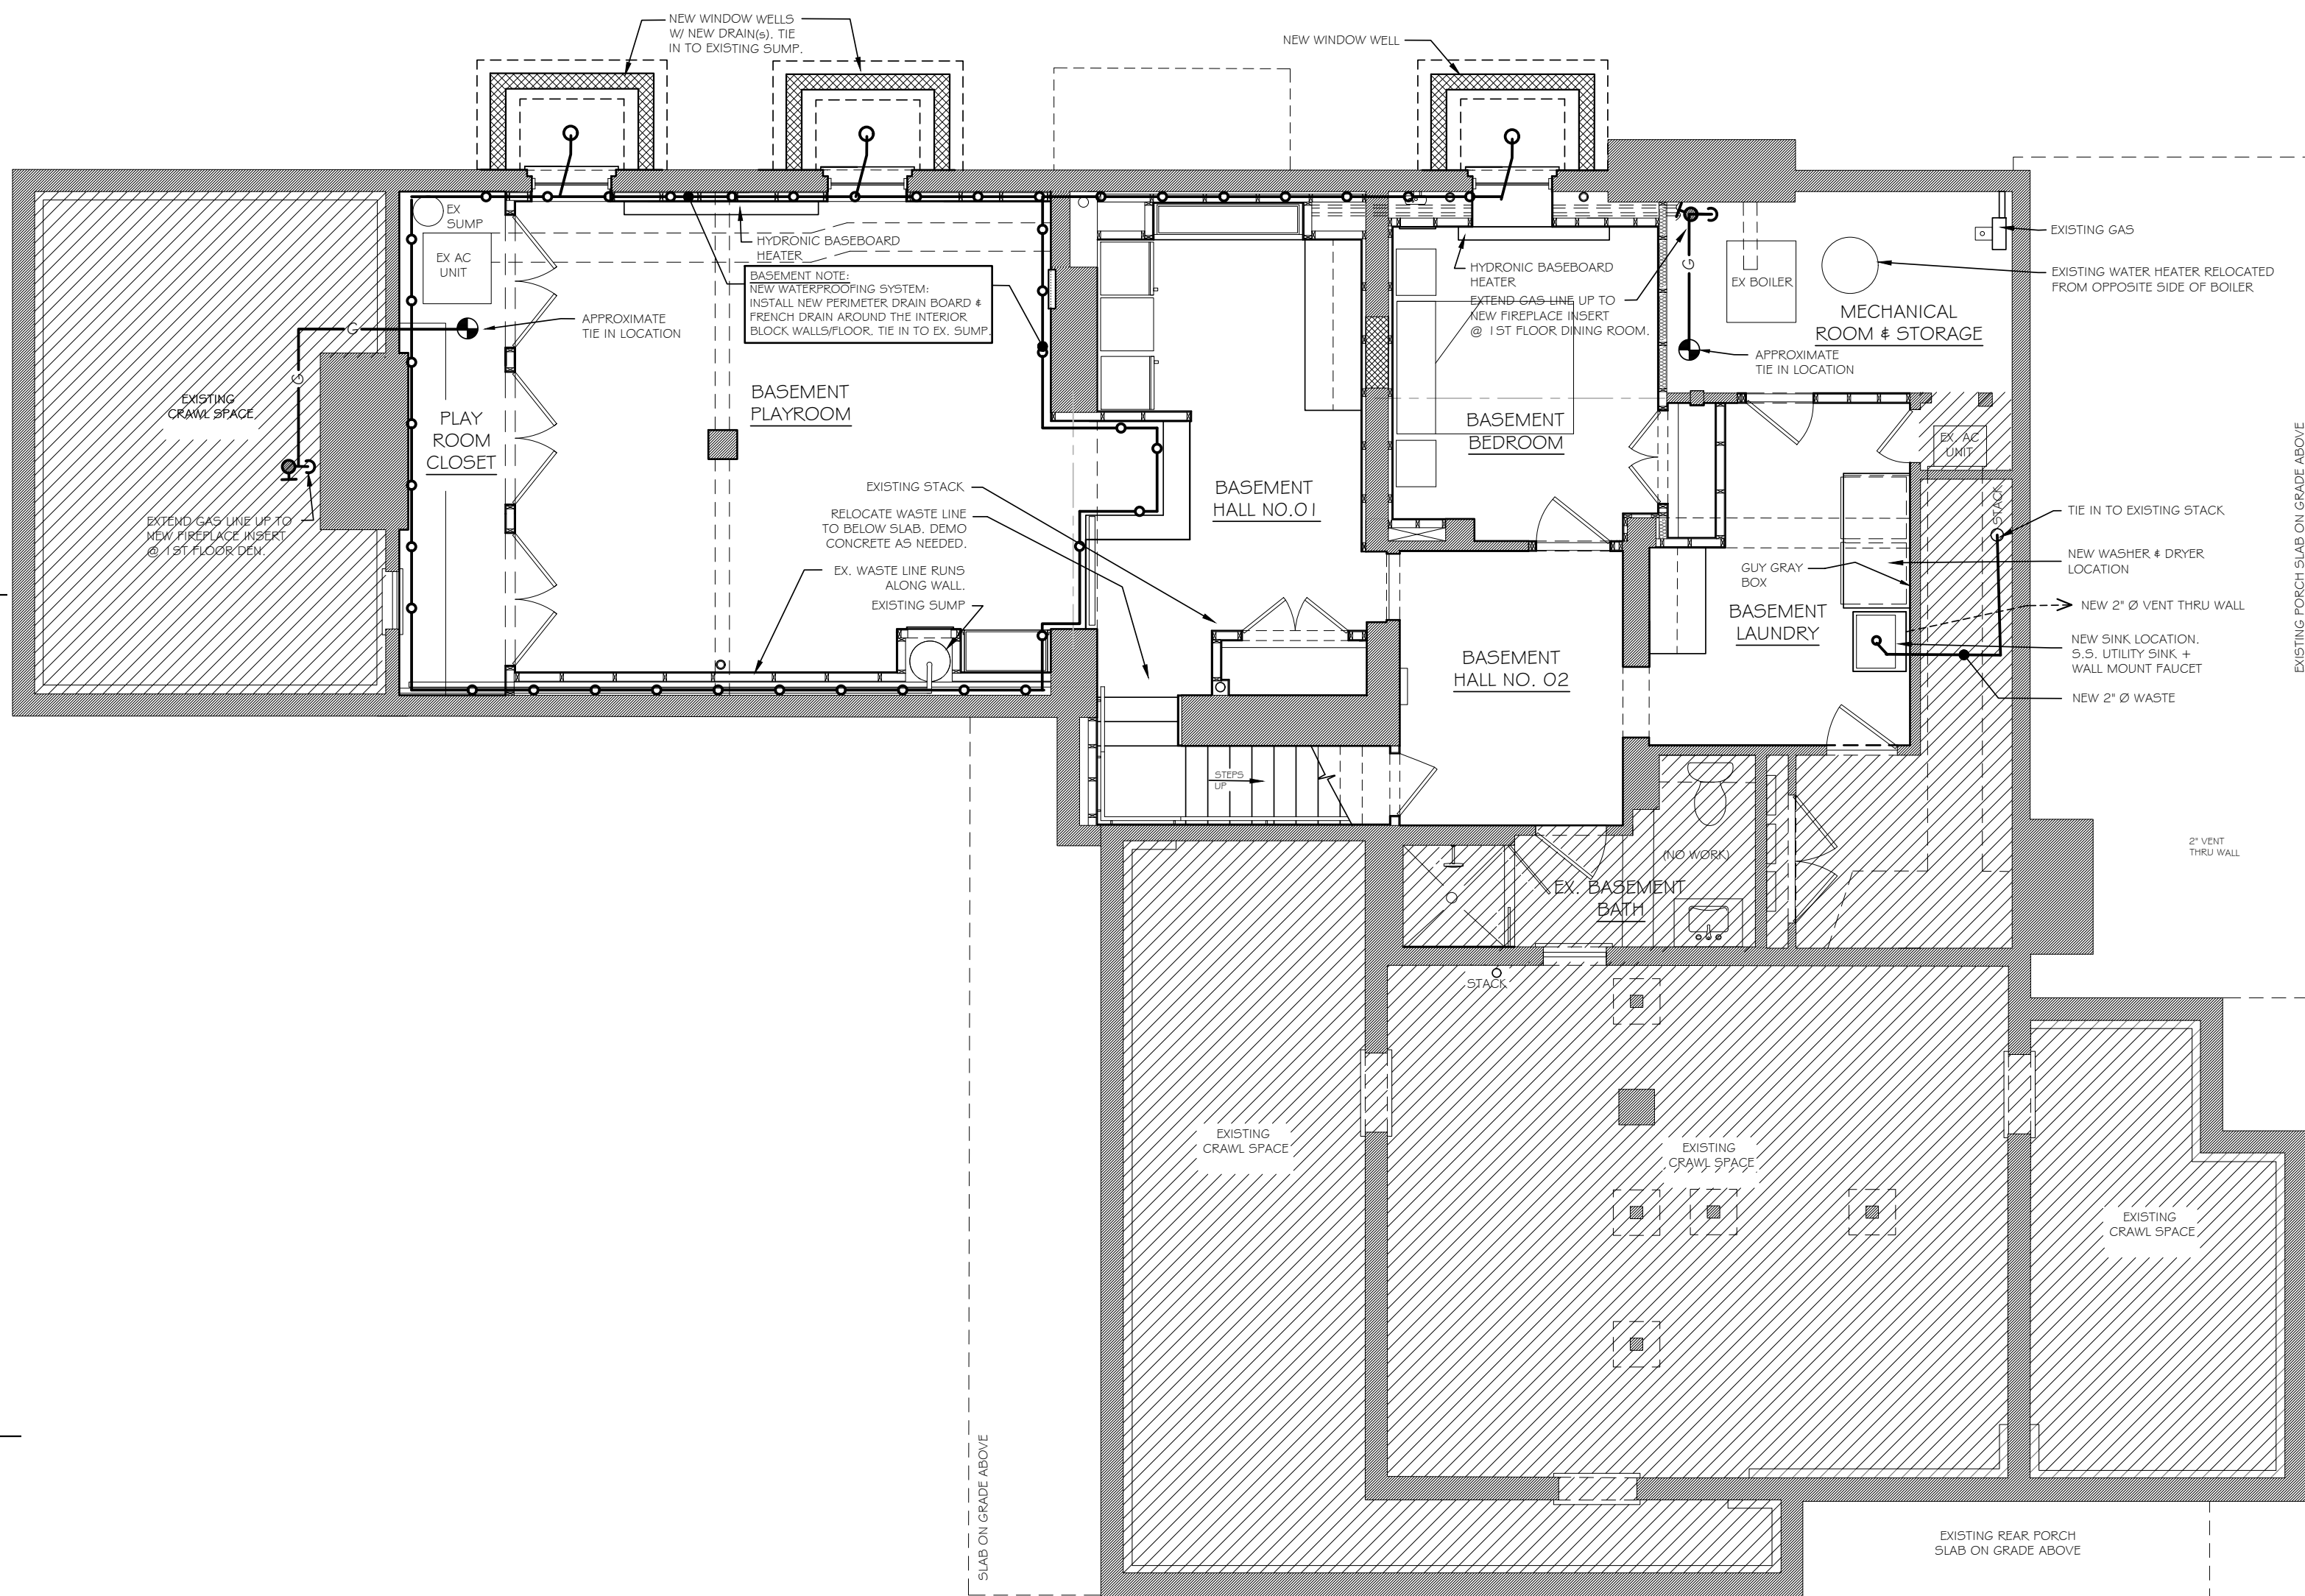 NEW WINDOW WELLS
W/ NEW DRAIN(s). TIE
IN TO EXISTING SUMP.
NEW WINDOW WELL
EX
SUMP
EX AC
UNIT
HYDRONIC BASEBOARD
HEATER
BASEMENT NOTE:
NEW WATERPROOFING SYSTEM:
INSTALL NEW PERIMETER DRAIN BOARD &
FRENCH DRAIN AROUND THE INTERIOR
BLOCK WALLS/FLOOR. TIE IN TO EX. SUMP.
APPROXIMATE
TIE IN LOCATION
G
G
EXISTING
CRAWL SPACE
PLAY
ROOM
CLOSET
BASEMENT
PLAYROOM
EXTEND GAS LINE UP TO
NEW FIREPLACE INSERT
@ 1ST FLOOR DEN.
EXISTING STACK
RELOCATE WASTE LINE
TO BELOW SLAB. DEMO
CONCRETE AS NEEDED.
EX. WASTE LINE RUNS
ALONG WALL.
EXISTING SUMP
BASEMENT
HALL NO.01
HYDRONIC BASEBOARD
HEATER
EXTEND GAS LINE UP TO
NEW FIREPLACE INSERT
@ 1ST FLOOR DINING ROOM.
BASEMENT
BEDROOM
G
EX BOILER
EXISTING GAS
EXISTING WATER HEATER RELOCATED
FROM OPPOSITE SIDE OF BOILER
MECHANICAL
ROOM & STORAGE
APPROXIMATE
TIE IN LOCATION
EX. AC
UNIT
STACK
TIE IN TO EXISTING STACK
NEW WASHER & DRYER
LOCATION
GUY GRAY
BOX
NEW 2" Ø VENT THRU WALL
BASEMENT
LAUNDRY
NEW SINK LOCATION.
S.S. UTILITY SINK +
WALL MOUNT FAUCET
NEW 2" Ø WASTE
EXISTING PORCH SLAB ON GRADE ABOVE
BASEMENT
HALL NO. 02
STEPS
UP
2" VENT
THRU WALL
(NO WORK)
EX. BASEMENT
BATH
STACK
EXISTING
CRAWL SPACE
EXISTING
CRAWL SPACE
EXISTING
CRAWL SPACE
SLAB ON GRADE ABOVE
EXISTING REAR PORCH
SLAB ON GRADE ABOVE